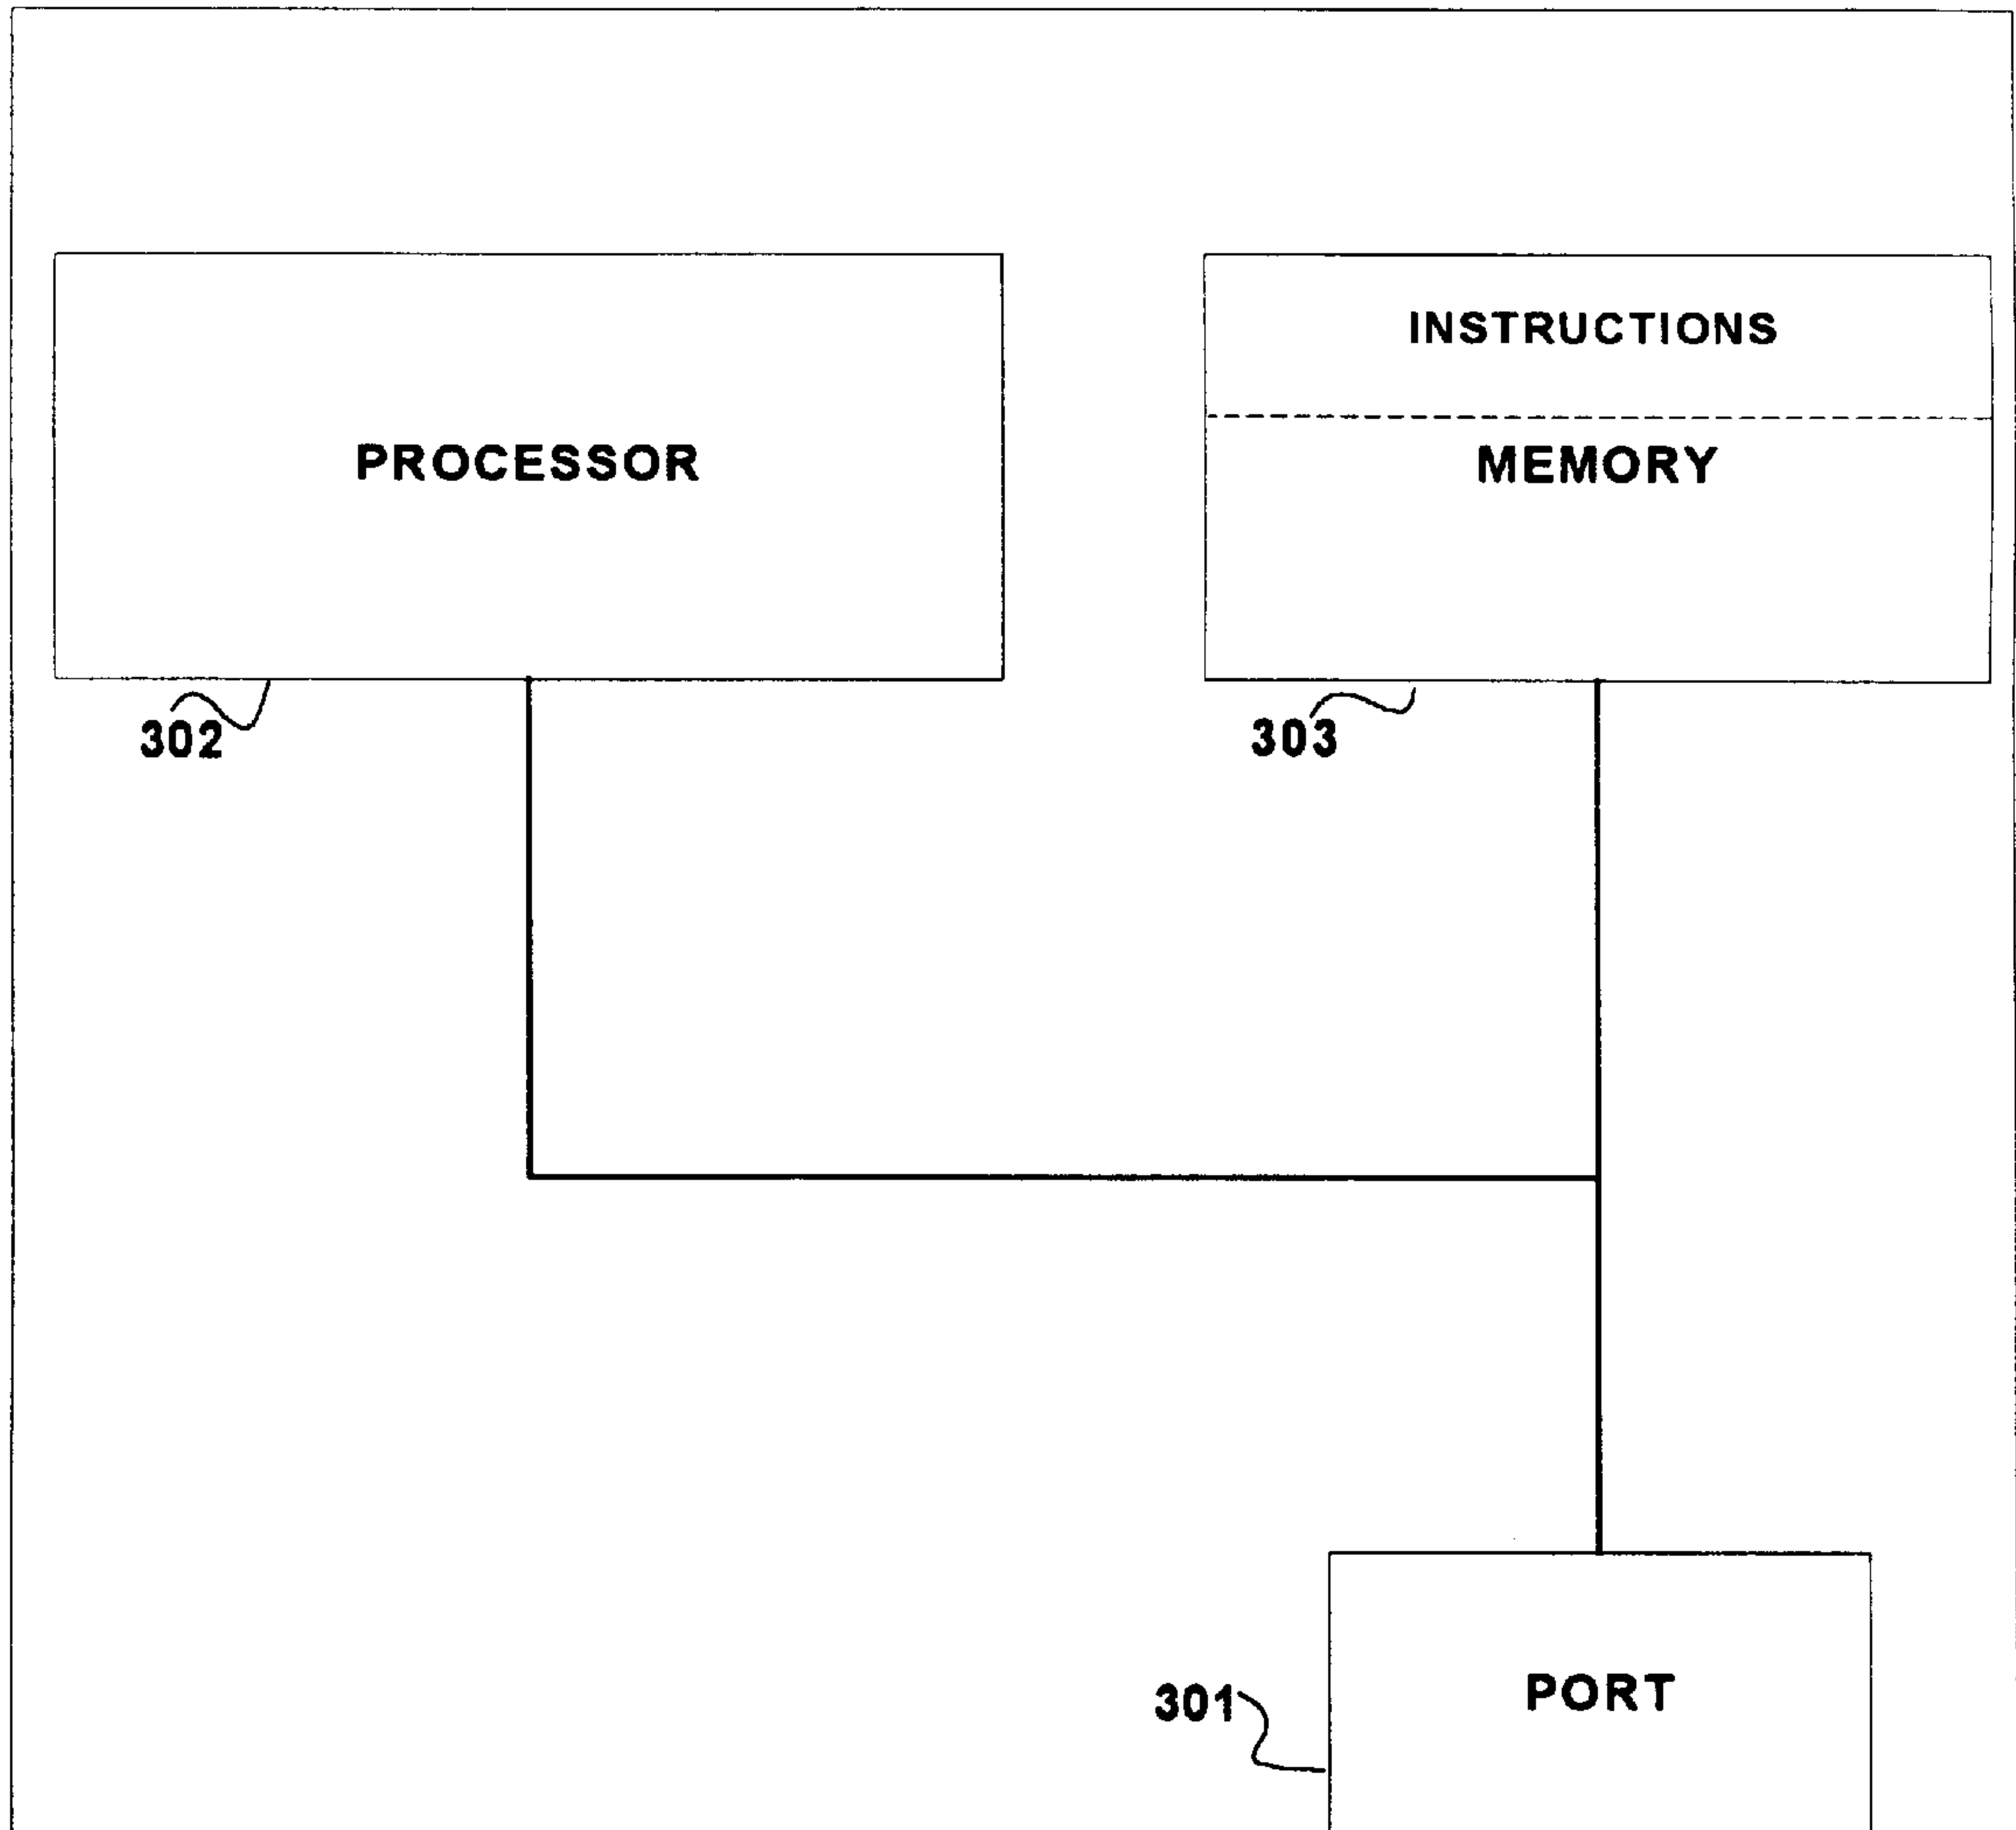 INSTRUCTIONS
PROCESSOR
MEMORY
302
303
301
PORT